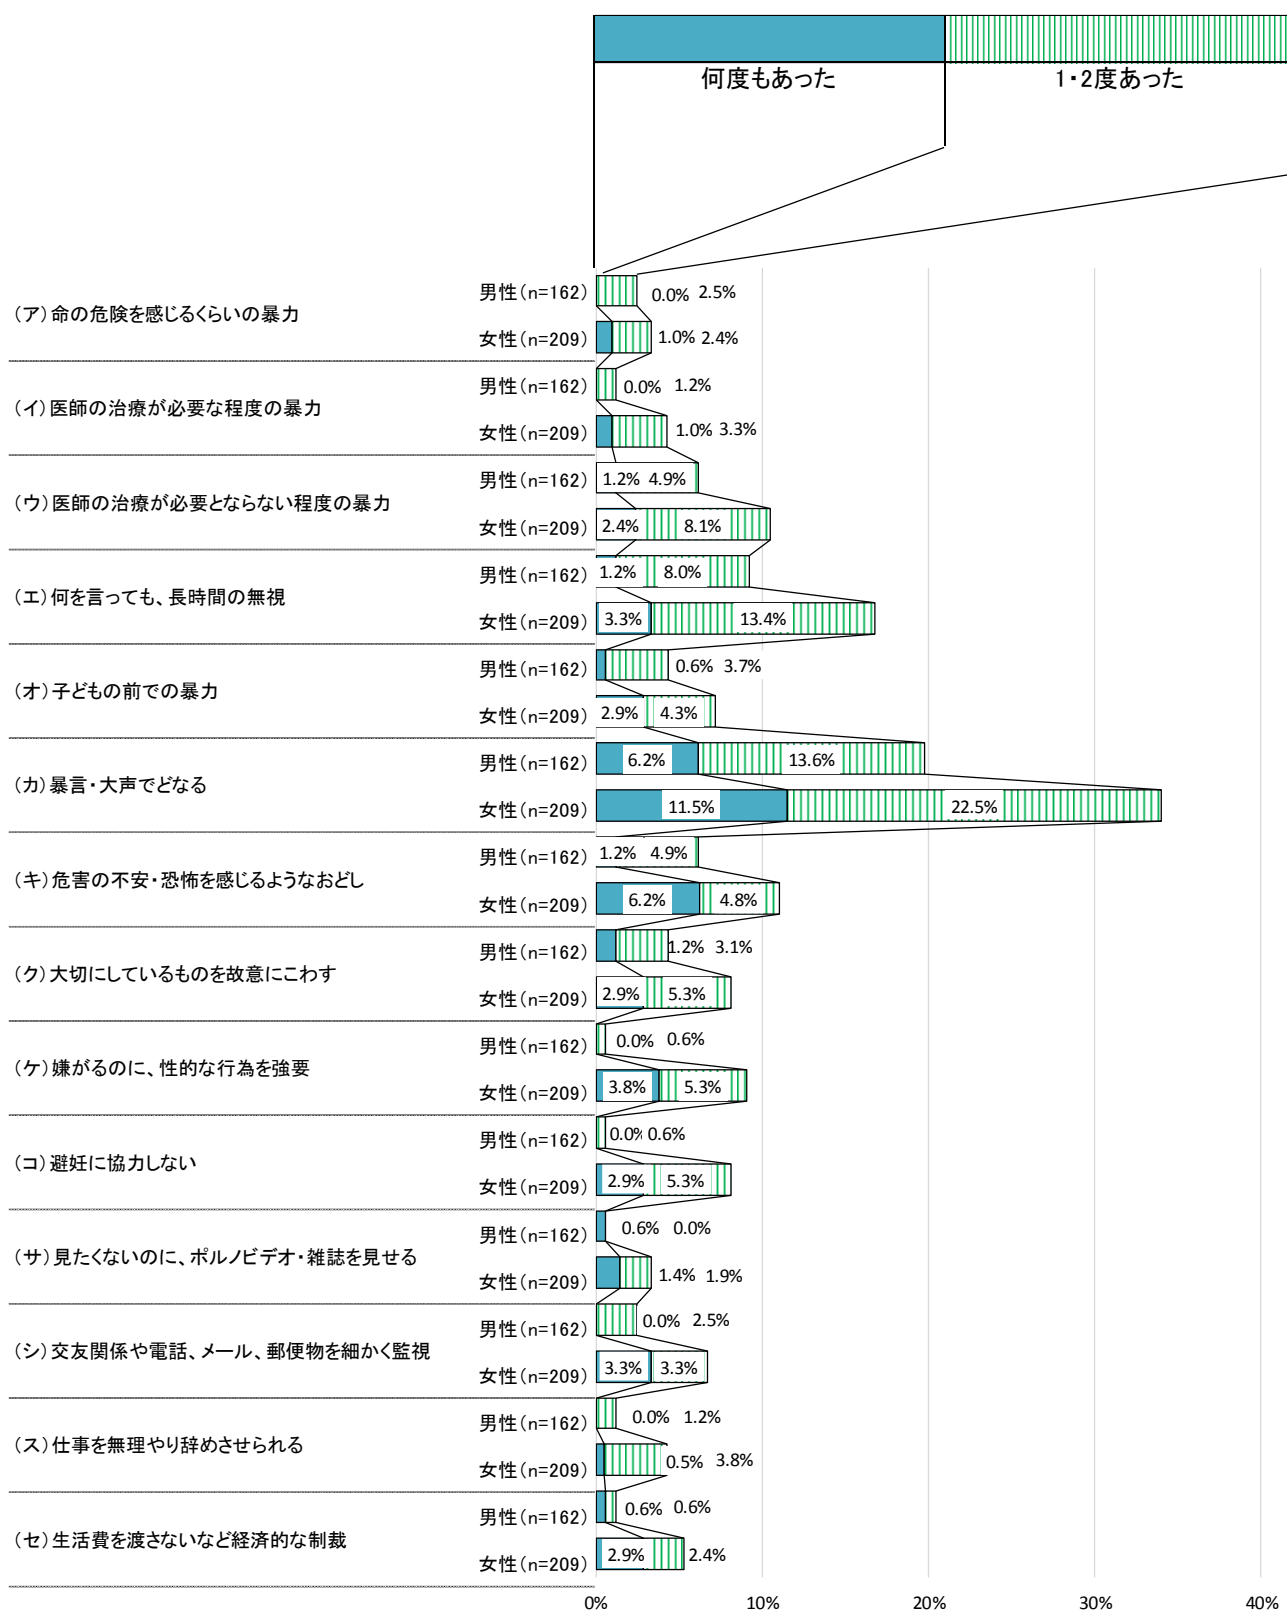 何度もあった 1・2度あった
（ア）命の危険を感じるくらいの暴力
男性（n=162） 0.0% 2.5%
女性（n=209） 1.0% 2.4%
（イ）医師の治療が必要な程度の暴力
男性（n=162） 0.0% 1.2%
女性（n=209） 1.0% 3.3%
（ウ）医師の治療が必要とならない程度の暴力
男性（n=162） 1.2% 4.9%
女性（n=209） 2.4% 8.1%
（エ）何を言っても、長時間の無視
男性（n=162） 1.2% 8.0%
女性（n=209） 3.3% 13.4%
（オ）子どもの前での暴力
男性（n=162） 0.6% 3.7%
女性（n=209） 2.9% 4.3%
（カ）暴言・大声でどなる
男性（n=162） 6.2% 13.6%
女性（n=209） 11.5% 22.5%
（キ）危害の不安・恐怖を感じるようなおどし
男性（n=162） 1.2% 4.9%
女性（n=209） 6.2% 4.8%
（ク）大切にしているものを故意にこわす
男性（n=162） 1.2% 3.1%
女性（n=209） 2.9% 5.3%
（ケ）嫌がるのに、性的な行為を強要
男性（n=162） 0.0% 0.6%
女性（n=209） 3.8% 5.3%
（コ）避妊に協力しない
男性（n=162） 0.0% 0.6%
女性（n=209） 2.9% 5.3%
（サ）見たくないのに、ポルノビデオ・雑誌を見せる
男性（n=162） 0.6% 0.0%
女性（n=209） 1.4% 1.9%
（シ）交友関係や電話、メール、郵便物を細かく監視
男性（n=162） 0.0% 2.5%
女性（n=209） 3.3% 3.3%
（ス）仕事を無理やり辞めさせられる
男性（n=162） 0.0% 1.2%
女性（n=209） 0.5% 3.8%
（セ）生活費を渡さないなど経済的な制裁
男性（n=162） 0.6% 0.6%
女性（n=209） 2.9% 2.4%
0% 10% 20% 30% 40%